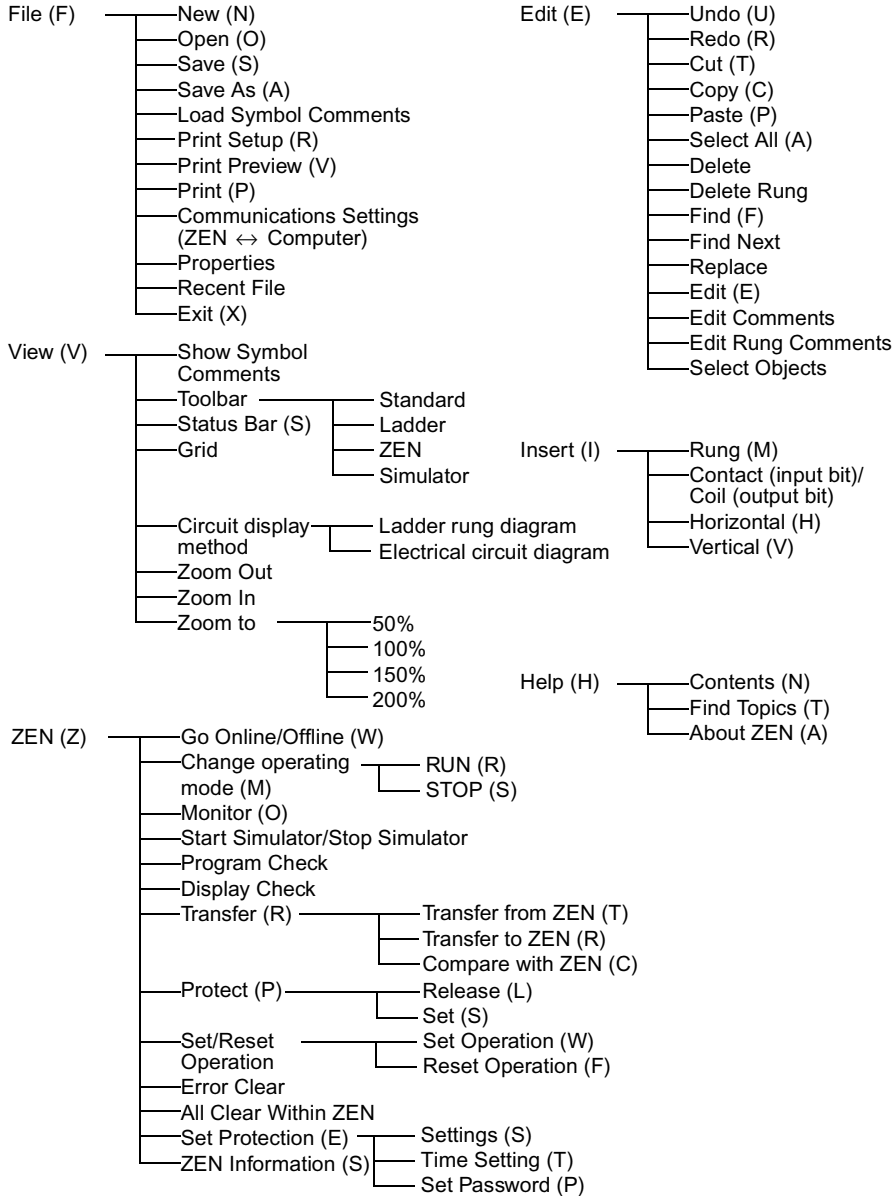 File (F)
New (N)
Open (O)
Save (S)
Save As (A)
Load Symbol Comments
Print Setup (R)
Print Preview (V)
Print (P)
Communications Settings
(ZEN ↔ Computer)
Properties
Recent File
Exit (X)
Edit (E)
Undo (U)
Redo (R)
Cut (T)
Copy (C)
Paste (P)
Select All (A)
Delete
Delete Rung
Find (F)
Find Next
Replace
Edit (E)
Edit Comments
Edit Rung Comments
Select Objects
View (V)
Show Symbol
Comments
Toolbar
Standard
Ladder
ZEN
Simulator
Status Bar (S)
Grid
Circuit display
method
Ladder rung diagram
Electrical circuit diagram
Zoom Out
Zoom In
Zoom to
50%
100%
150%
200%
Insert (I)
Rung (M)
Contact (input bit)/
Coil (output bit)
Horizontal (H)
Vertical (V)
Help (H)
Contents (N)
Find Topics (T)
About ZEN (A)
ZEN (Z)
Go Online/Offline (W)
Change operating
mode (M)
RUN (R)
STOP (S)
Monitor (O)
Start Simulator/Stop Simulator
Program Check
Display Check
Transfer (R)
Transfer from ZEN (T)
Transfer to ZEN (R)
Compare with ZEN (C)
Protect (P)
Release (L)
Set (S)
Set/Reset
Operation
Set Operation (W)
Reset Operation (F)
Error Clear
All Clear Within ZEN
Set Protection (E)
Settings (S)
Time Setting (T)
Set Password (P)
ZEN Information (S)